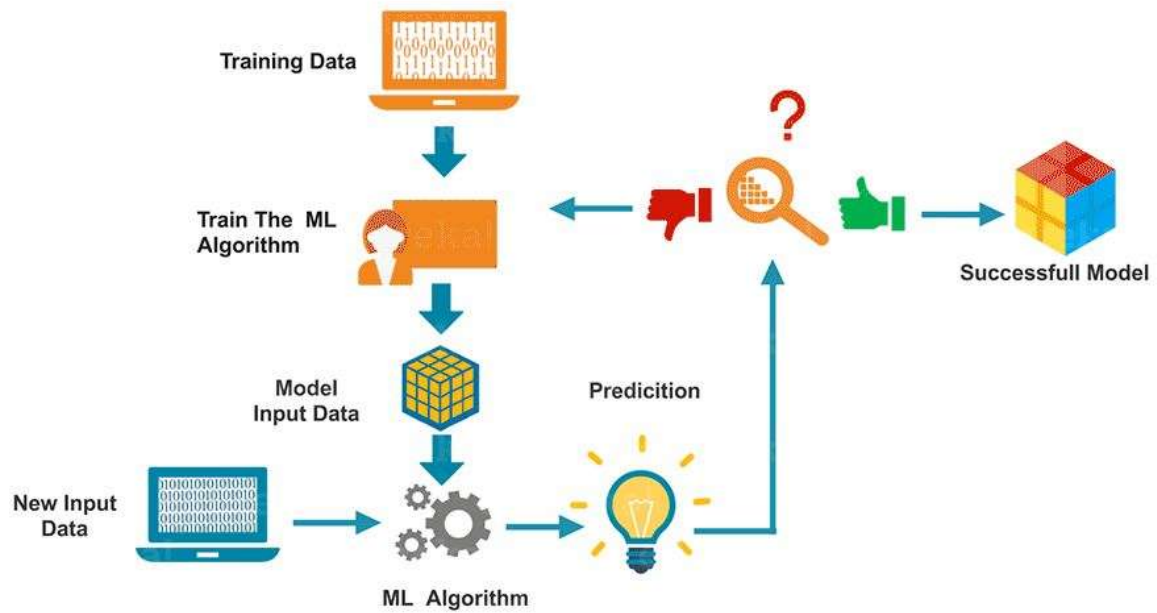 Training Data
Train The ML
Algorithm
?
Successfull Model
Model
Input Data
Predicition
New Input
Data
ML Algorithm